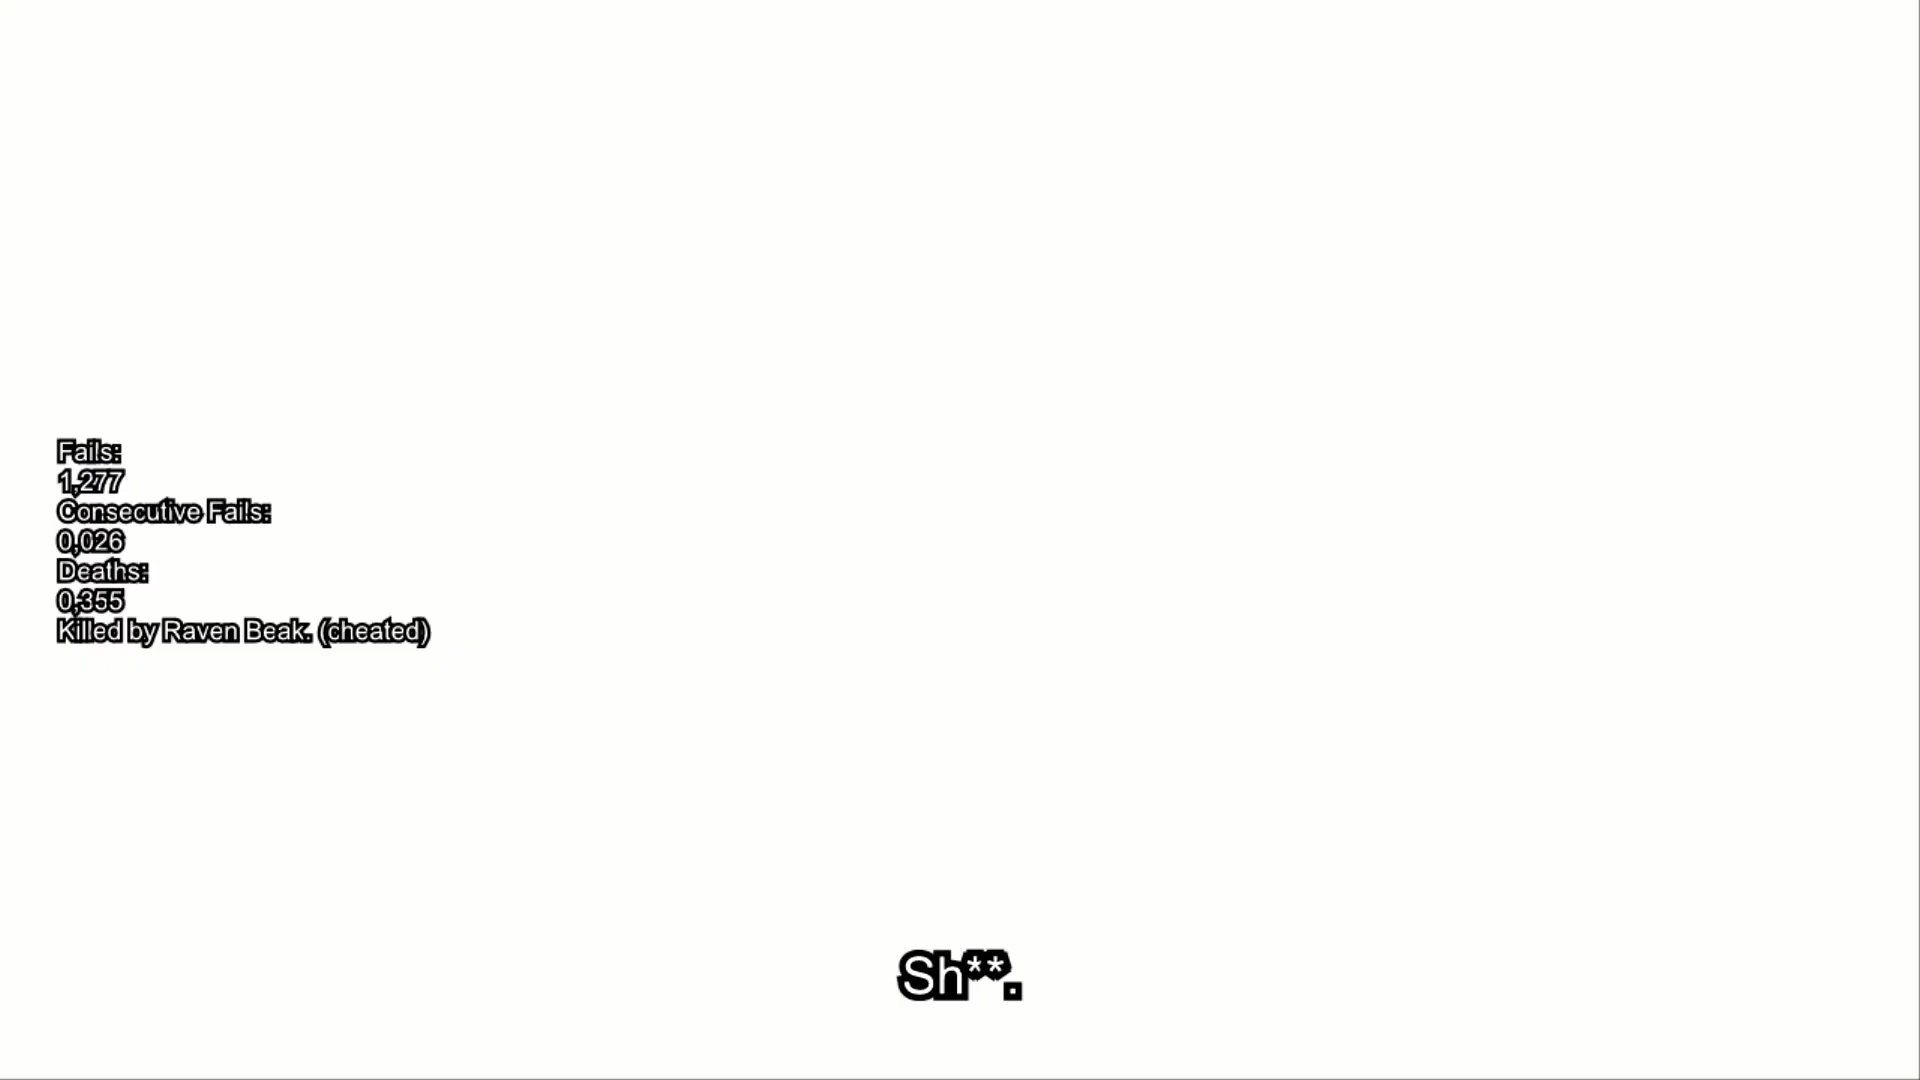 Fails:
1,277
Consecutive Fails:
0,026
Deaths:
0,355
Killed by Raven Beak. (cheated)
Sh**.